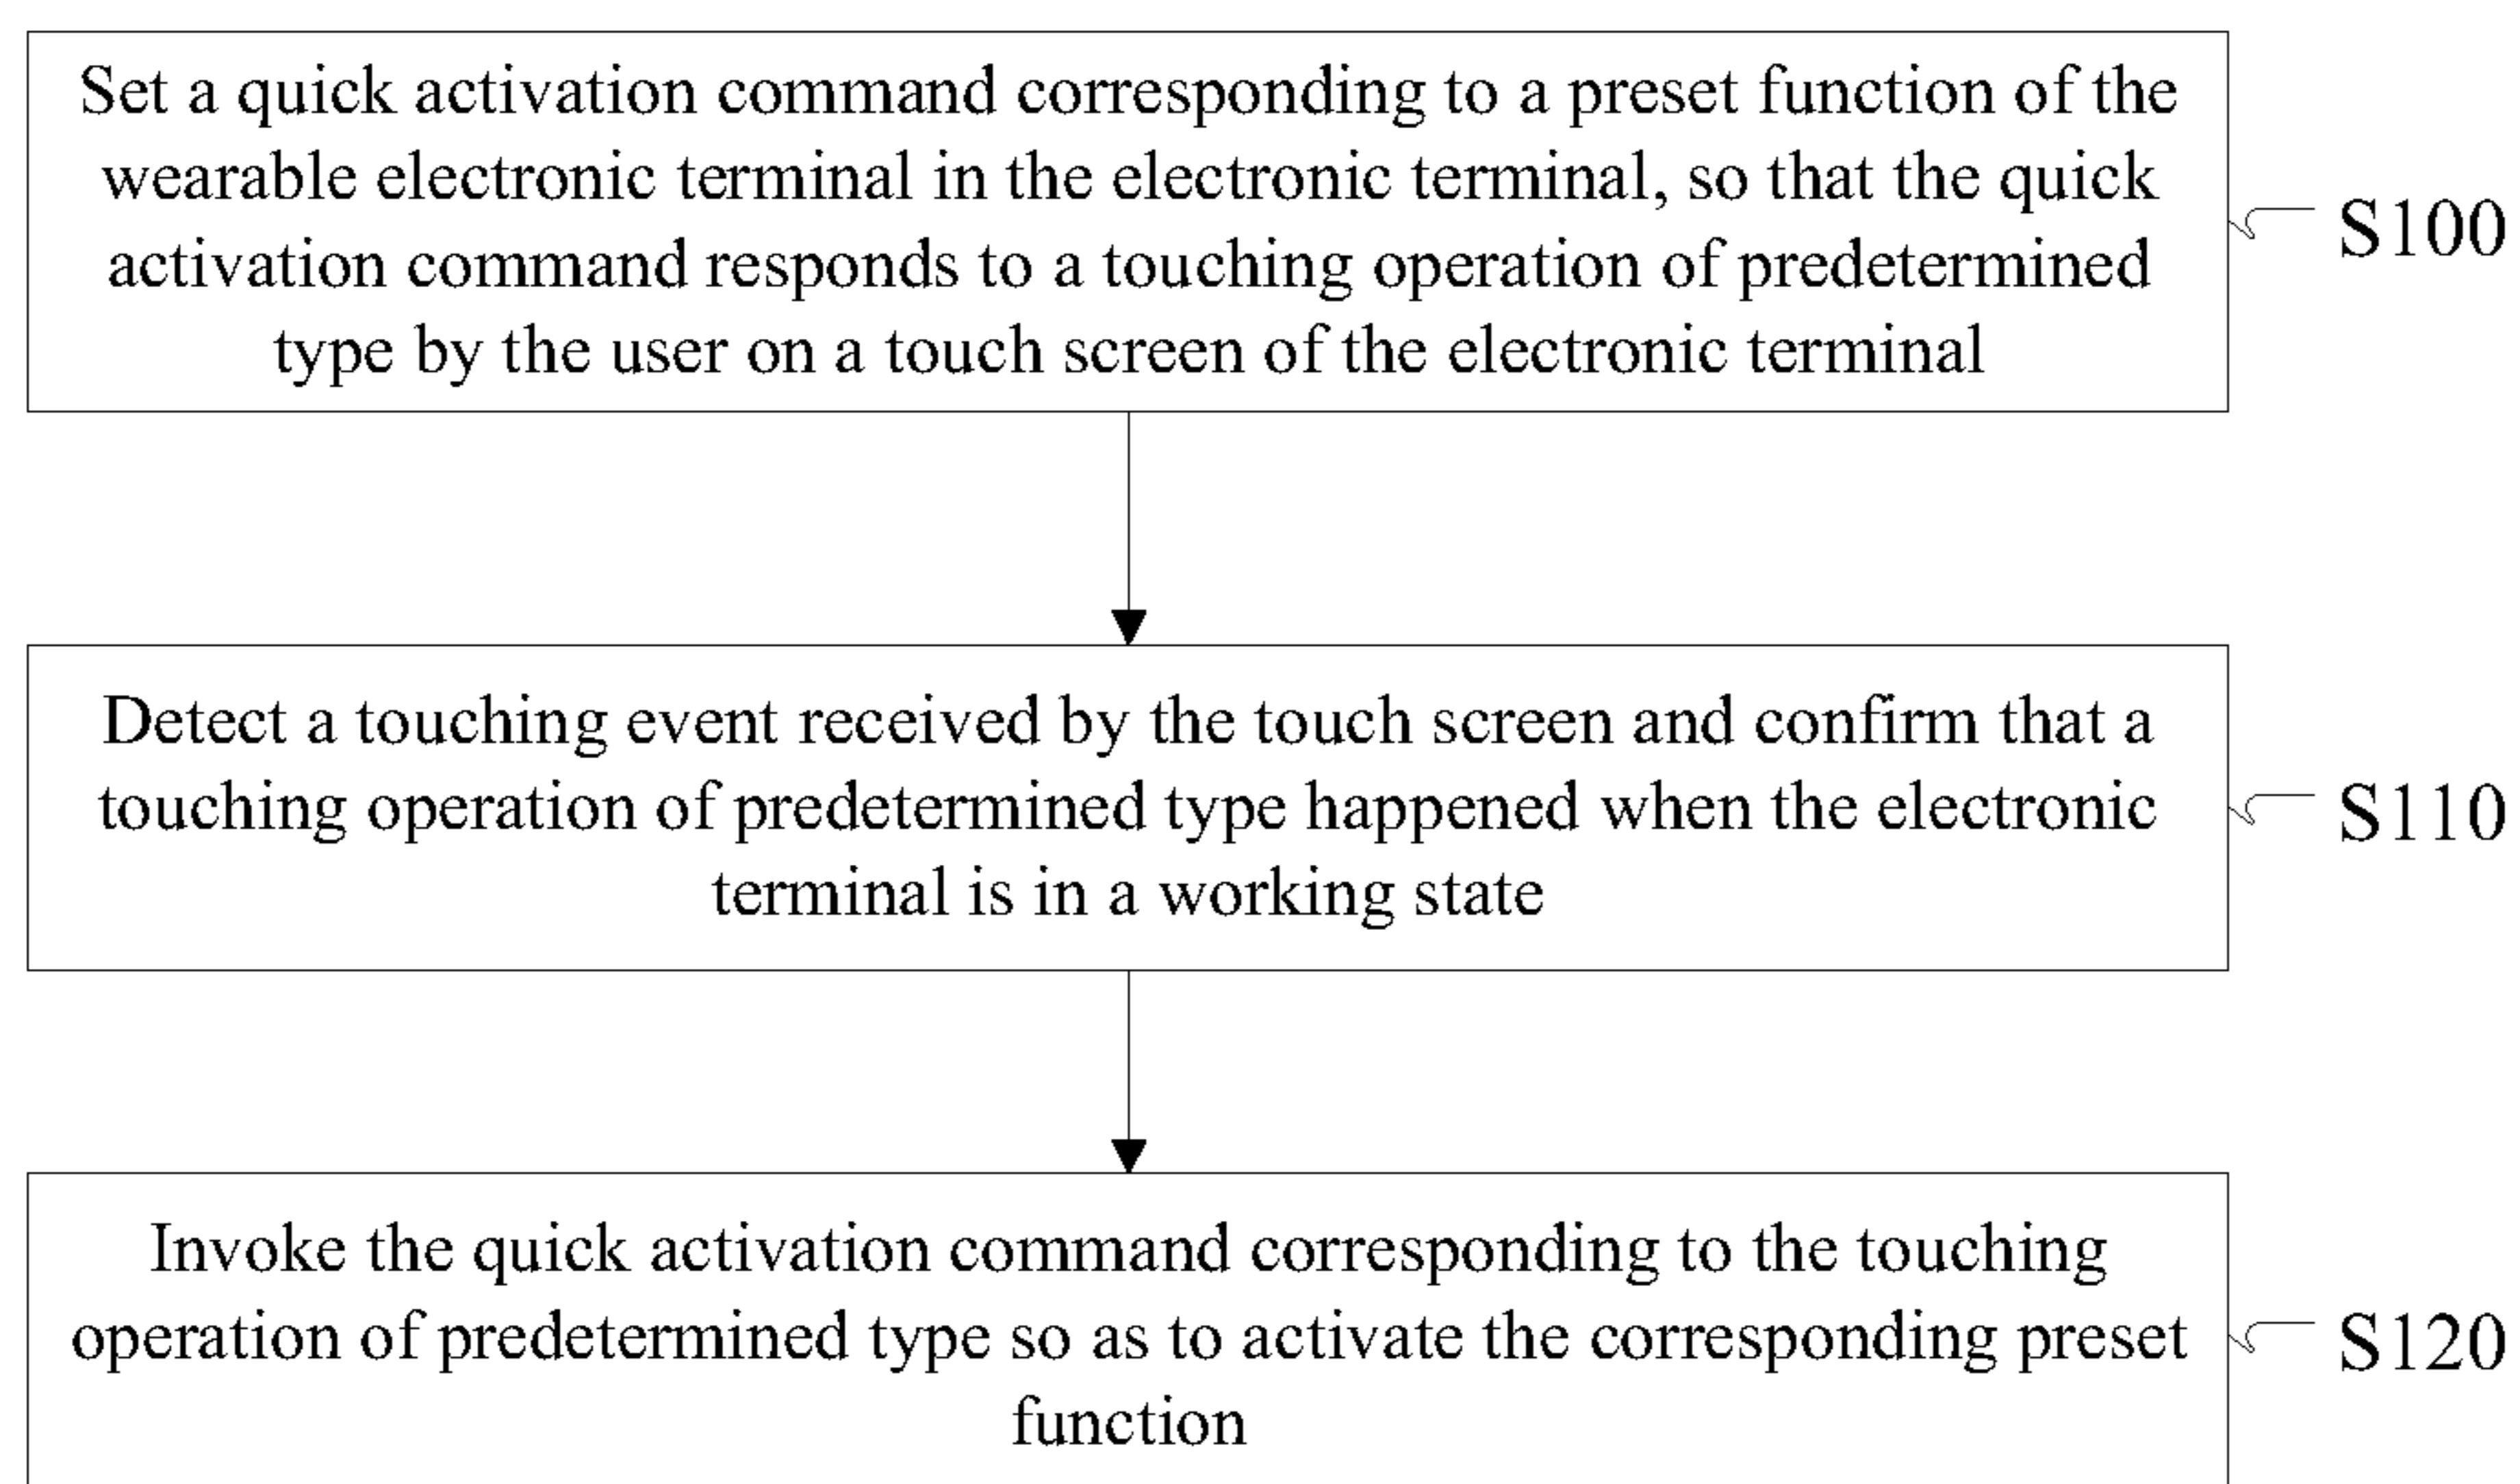 Set a quick activation command corresponding to a preset function of the
wearable electronic terminal in the electronic terminal, so that the quick
activation command responds to a touching operation of predetermined
type by the user on a touch screen of the electronic terminal
S100
Detect a touching event received by the touch screen and confirm that a
touching operation of predetermined type happened when the electronic
terminal is in a working state
S110
Invoke the quick activation command corresponding to the touching
operation of predetermined type so as to activate the corresponding preset
function
S120